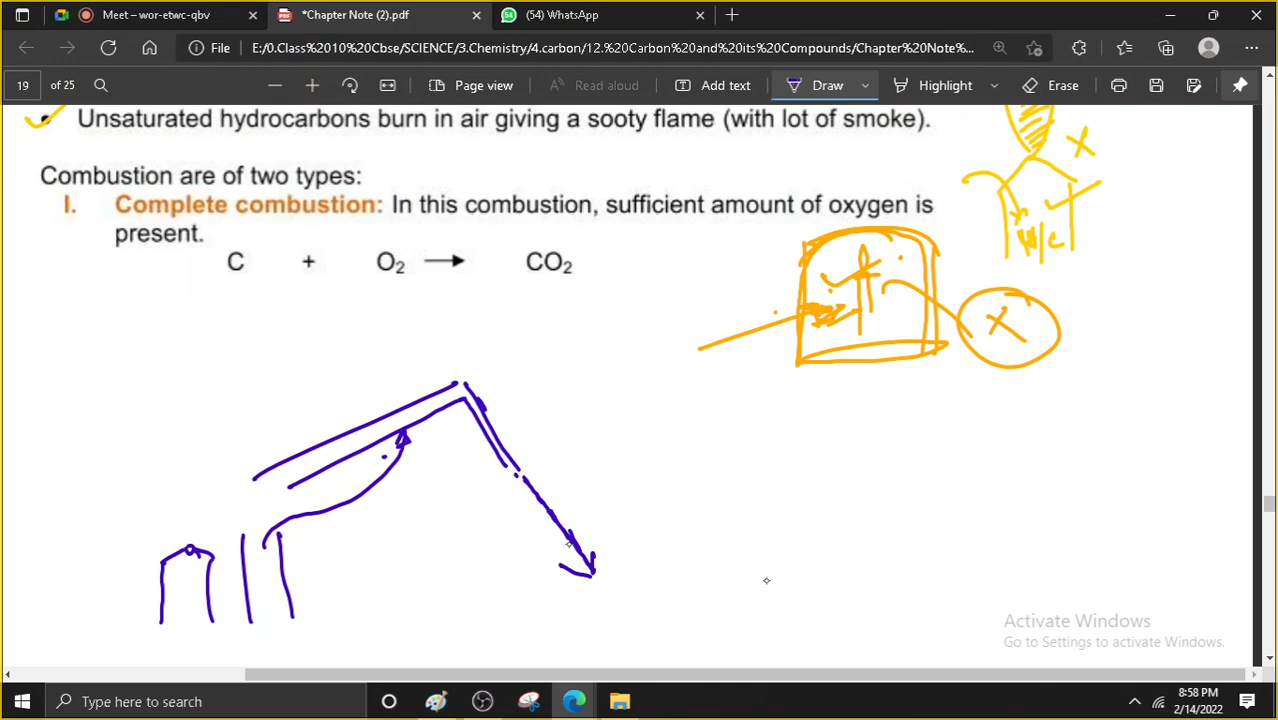 Meet – wor-etwc-qbv
*Chapter Note (2).pdf
(54) WhatsApp
File
E:/0.Class%2010%20Cbse/SCIENCE/3.Chemistry/4.carbon/12.%20Carbon%20and%20its%20Compounds/Chapter%20Note%...
19 of 25
Page view
Read aloud
Add text
Draw
Highlight
Erase
Unsaturated hydrocarbons burn in air giving a sooty flame (with lot of smoke).
Combustion are of two types:
I. Complete combustion: In this combustion, sufficient amount of oxygen is
present.
C + O₂ → CO₂
Activate Windows
Go to Settings to activate Windows.
Type here to search
8:58 PM
2/14/2022